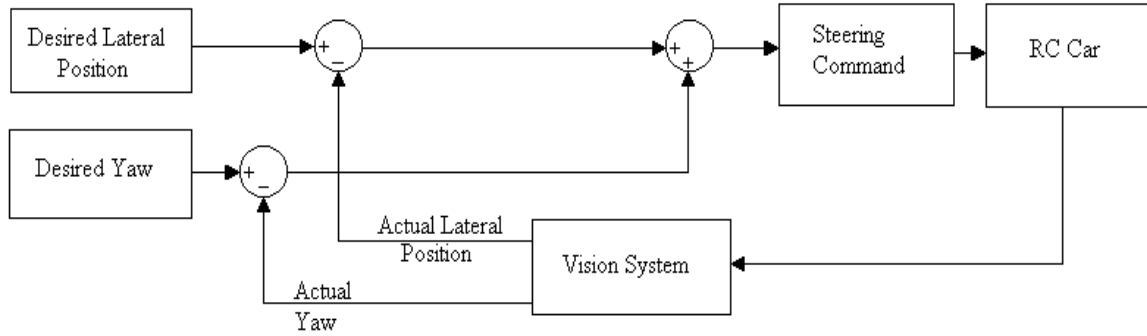 Desired Lateral
Position
+
−
+
+
Steering
Command
RC Car
Desired Yaw
+
−
Actual Lateral
Position
Vision System
Actual
Yaw